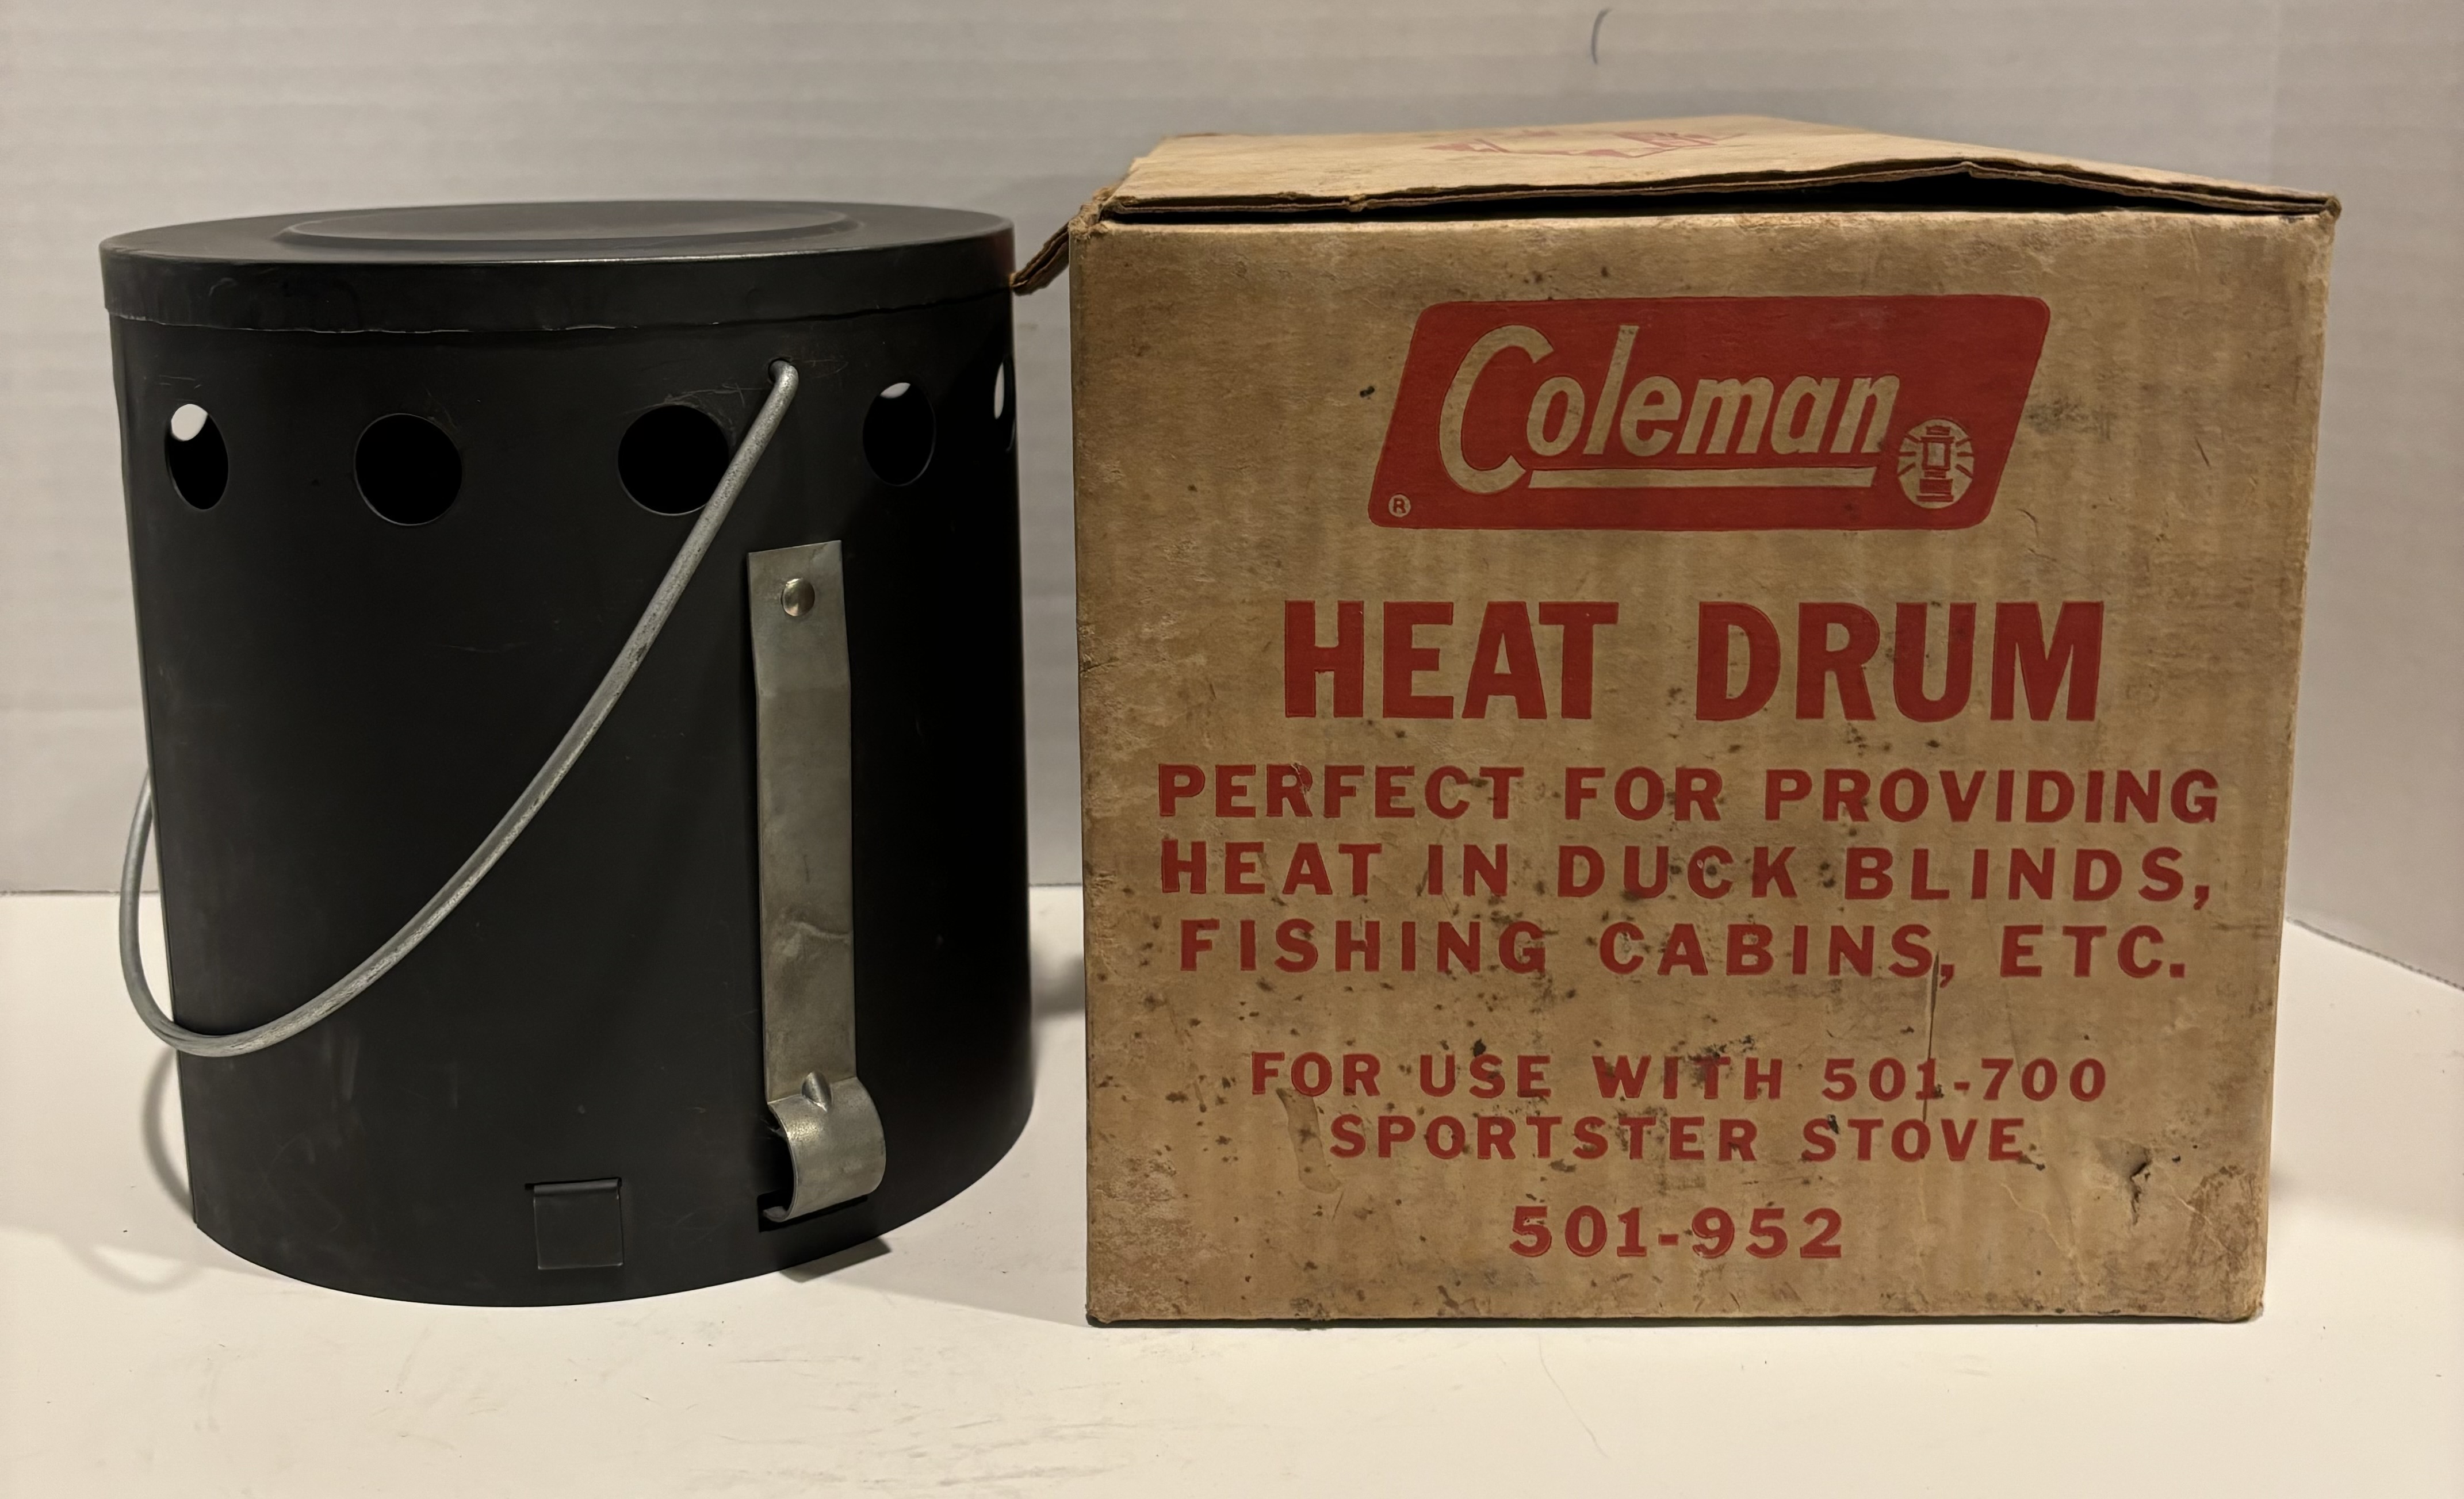 Coleman
®
HEAT DRUM
PERFECT FOR PROVIDING
HEAT IN DUCK BLINDS,
FISHING CABINS, ETC.
FOR USE WITH 501-700
SPORTSTER STOVE
501-952